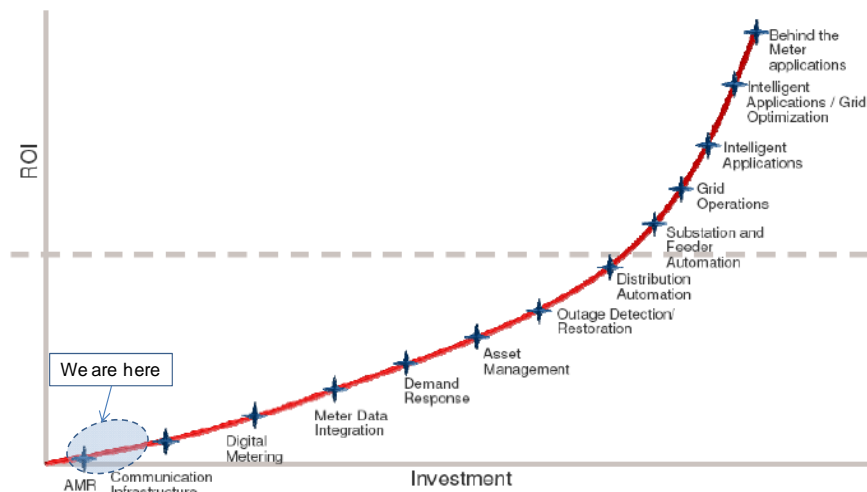 Behind the
Meter
applications
Intelligent
Applications / Grid
Optimization
Intelligent
Applications
Grid
Operations
Substation and
Feeder
Automation
Distribution
Automation
Outage Detection/
Restoration
Asset
Management
Demand
Response
Meter Data
Integration
Digital
Metering
Communication
Infrastructure
AMR
We are here
ROI
Investment